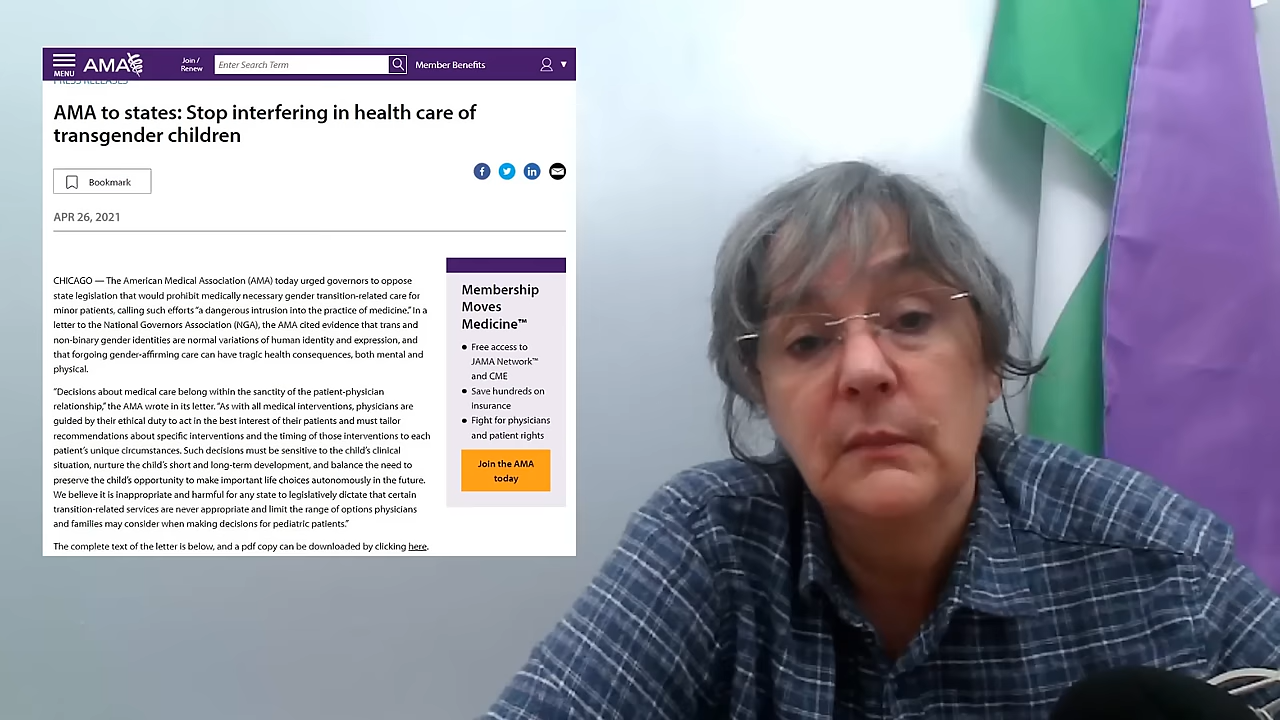 MENU
AMA
Join /
Renew
Enter Search Term
Member Benefits
PRESS RELEASES
AMA to states: Stop interfering in health care of
transgender children
Bookmark
APR 26, 2021
CHICAGO — The American Medical Association (AMA) today urged governors to oppose
state legislation that would prohibit medically necessary gender transition-related care for
minor patients, calling such efforts “a dangerous intrusion into the practice of medicine.” In a
letter to the National Governors Association (NGA), the AMA cited evidence that trans and
non-binary gender identities are normal variations of human identity and expression, and
that forgoing gender-affirming care can have tragic health consequences, both mental and
physical.
“Decisions about medical care belong within the sanctity of the patient-physician
relationship,” the AMA wrote in its letter. “As with all medical interventions, physicians are
guided by their ethical duty to act in the best interest of their patients and must tailor
recommendations about specific interventions and the timing of those interventions to each
patient’s unique circumstances. Such decisions must be sensitive to the child’s clinical
situation, nurture the child’s short and long-term development, and balance the need to
preserve the child’s opportunity to make important life choices autonomously in the future.
We believe it is inappropriate and harmful for any state to legislatively dictate that certain
transition-related services are never appropriate and limit the range of options physicians
and families may consider when making decisions for pediatric patients.”
The complete text of the letter is below, and a pdf copy can be downloaded by clicking here.
Membership
Moves
Medicine™
Free access to
JAMA Network™
and CME
Save hundreds on
insurance
Fight for physicians
and patient rights
Join the AMA
today